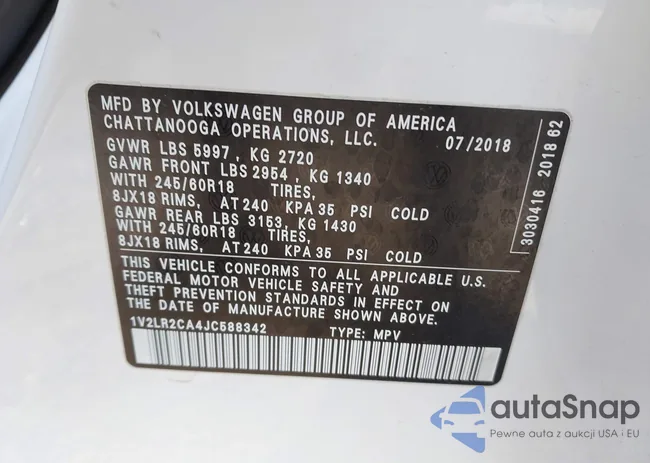 MFD BY VOLKSWAGEN GROUP OF AMERICA
CHATTANOOGA OPERATIONS, LLC. 07/2018
GVWR LBS 5997 , KG 2720
GAWR FRONT LBS 2954 , KG 1340
WITH 245/60R18 TIRES,
8JX18 RIMS, AT 240 KPA 35 PSI COLD
GAWR REAR LBS 3153, KG 1430
WITH 245/60R18 TIRES,
8JX18 RIMS, AT 240 KPA 35 PSI COLD
THIS VEHICLE CONFORMS TO ALL APPLICABLE U.S.
FEDERAL MOTOR VEHICLE SAFETY AND
THEFT PREVENTION STANDARDS IN EFFECT ON
THE DATE OF MANUFACTURE SHOWN ABOVE.
1V2LR2CA4JC588342 TYPE: MPV
3030416 2018 62
autaSnap
Pewne auta z aukcji USA i EU